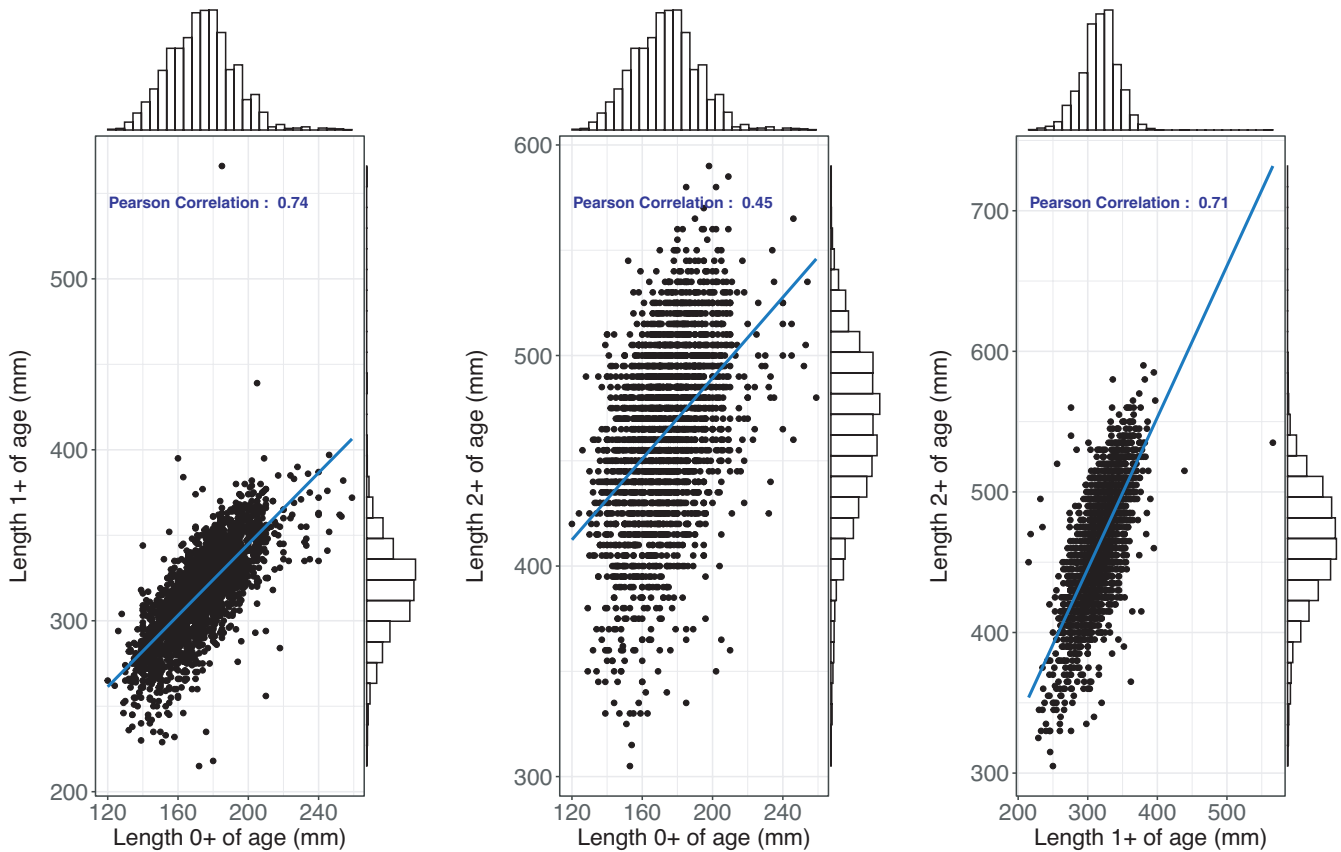 Pearson Correlation :  0.74
500
400
300
200
120
160
200
240
Length 0+ of age (mm)
Length 1+ of age (mm)
Pearson Correlation :  0.45
600
500
400
300
120
160
200
240
Length 0+ of age (mm)
Length 2+ of age (mm)
Pearson Correlation :  0.71
700
600
500
400
300
200
300
400
500
Length 1+ of age (mm)
Length 2+ of age (mm)